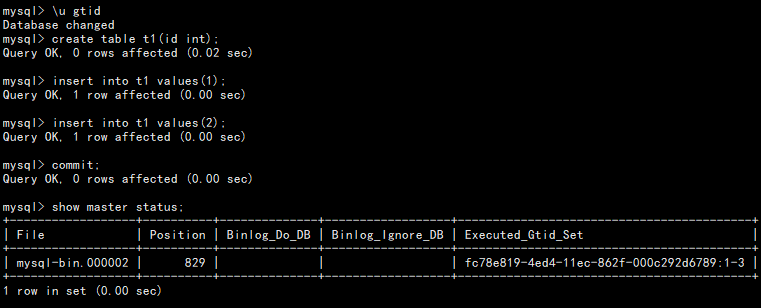 mysql> \u gtid
Database changed
mysql> create table t1(id int);
Query OK, 0 rows affected (0.02 sec)
mysql> insert into t1 values(1);
Query OK, 1 row affected (0.00 sec)
mysql> insert into t1 values(2);
Query OK, 1 row affected (0.00 sec)
mysql> commit;
Query OK, 0 rows affected (0.00 sec)
mysql> show master status;
+------------------+----------+--------------+------------------+------------------------------------------+
| File | Position | Binlog_Do_DB | Binlog_Ignore_DB | Executed_Gtid_Set |
+------------------+----------+--------------+------------------+------------------------------------------+
| mysql-bin.000002 | 829 | | | fc78e819-4ed4-11ec-862f-000c292d6789:1-3 |
+------------------+----------+--------------+------------------+------------------------------------------+
1 row in set (0.00 sec)